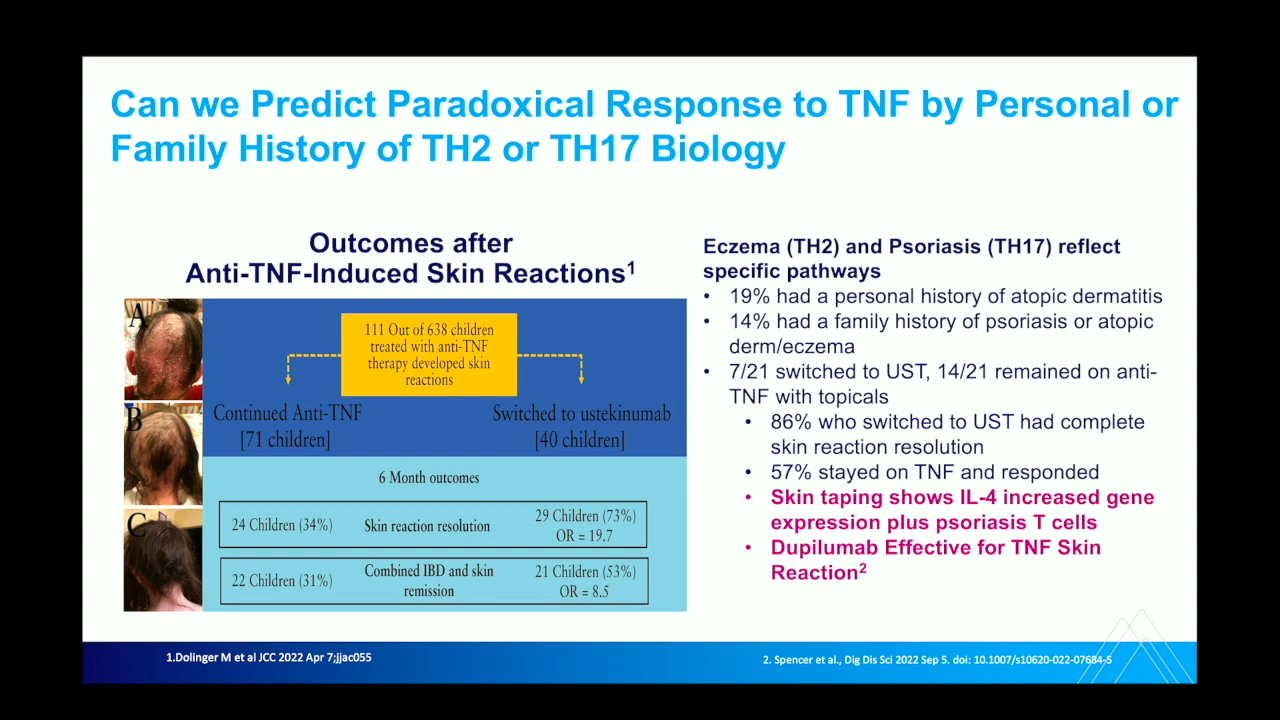 Can we Predict Paradoxical Response to TNF by Personal or
Family History of TH2 or TH17 Biology
Outcomes after
Anti-TNF-Induced Skin Reactions1
A
B
C
111 Out of 638 children
treated with anti-TNF
therapy developed skin
reactions
Continued Anti-TNF
[71 children]
Switched to ustekinumab
[40 children]
6 Month outcomes
24 Children (34%)
Skin reaction resolution
29 Children (73%)
OR = 19.7
22 Children (31%)
Combined IBD and skin
remission
21 Children (53%)
OR = 8.5
Eczema (TH2) and Psoriasis (TH17) reflect
specific pathways
• 19% had a personal history of atopic dermatitis
• 14% had a family history of psoriasis or atopic
derm/eczema
• 7/21 switched to UST, 14/21 remained on anti-
TNF with topicals
• 86% who switched to UST had complete
skin reaction resolution
• 57% stayed on TNF and responded
• Skin taping shows IL-4 increased gene
expression plus psoriasis T cells
• Dupilumab Effective for TNF Skin
Reaction2
1.Dolinger M et al JCC 2022 Apr 7;jjac055
2. Spencer et al., Dig Dis Sci 2022 Sep 5. doi: 10.1007/s10620-022-07684-5